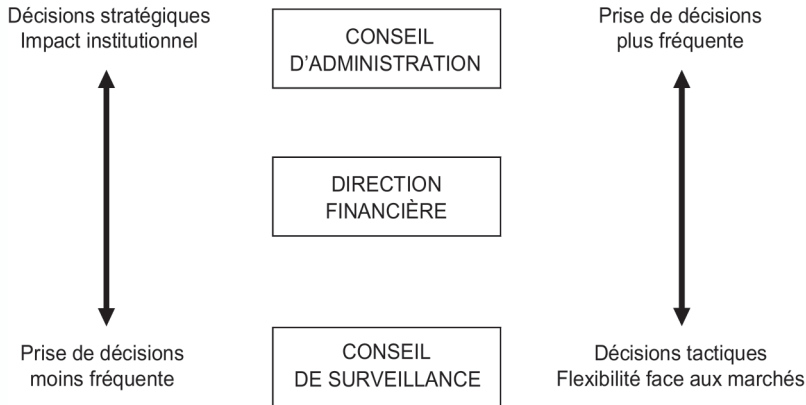 Décisions stratégiques
Impact institutionnel
CONSEIL
D’ADMINISTRATION
Prise de décisions
plus fréquente
DIRECTION
FINANCIÈRE
Prise de décisions
moins fréquente
CONSEIL
DE SURVEILLANCE
Décisions tactiques
Flexibilité face aux marchés